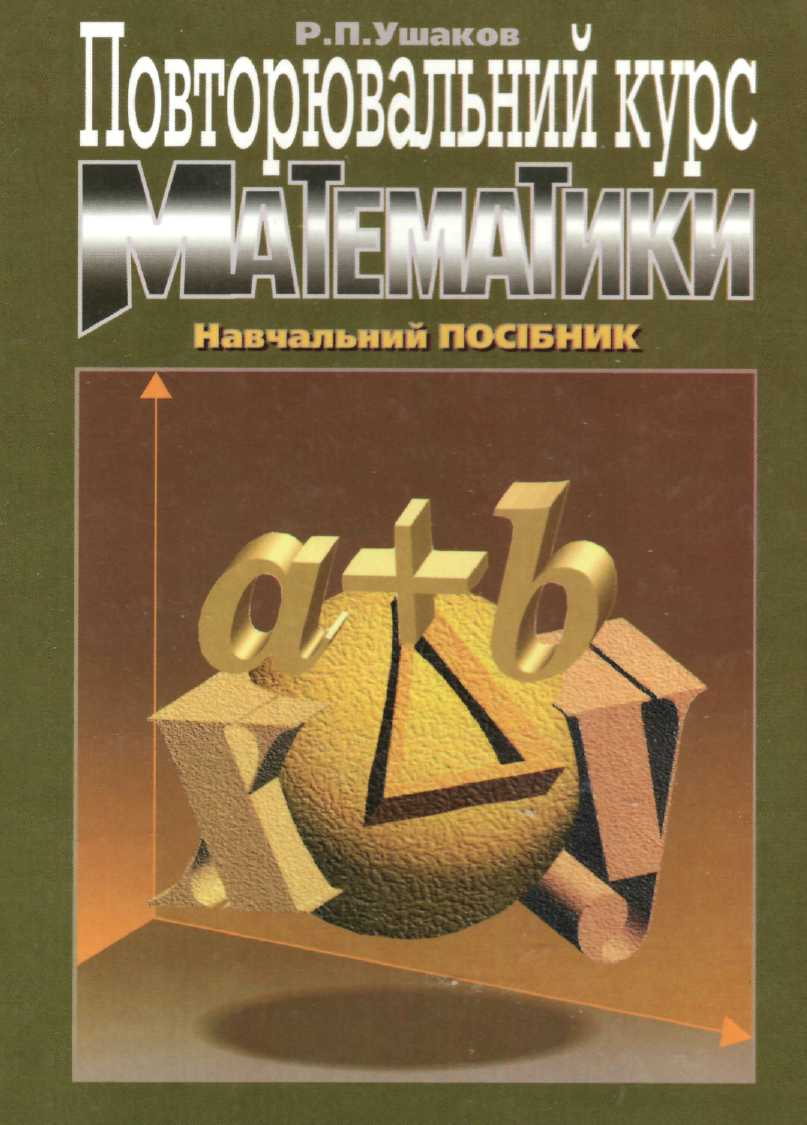 Р.П.Ушаков
Повторювальний курс
МАТЕМАТИКИ
Навчальний ПОСІБНИК
a+b
x y